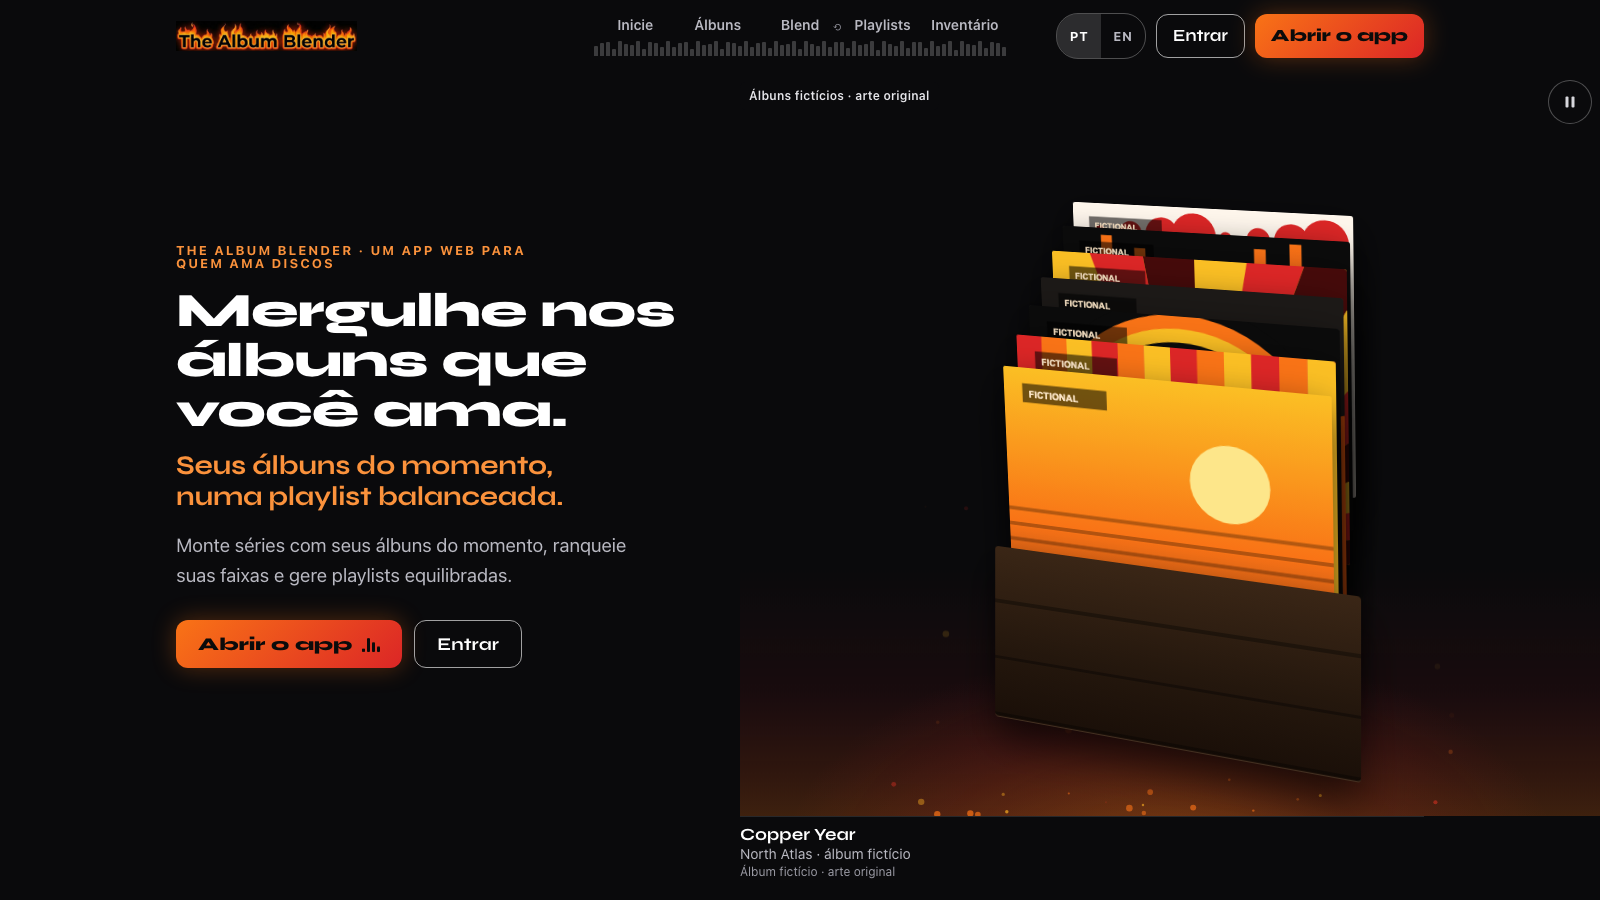 The Album Blender
Inicie
Álbuns
Blend
Playlists
Inventário
PT
EN
Entrar
Abrir o app
Álbuns fictícios · arte original
THE ALBUM BLENDER · UM APP WEB PARA
QUEM AMA DISCOS
Mergulhe nos
álbuns que
você ama.
Seus álbuns do momento,
numa playlist balanceada.
Monte séries com seus álbuns do momento, ranqueie
suas faixas e gere playlists equilibradas.
Abrir o app
Entrar
FICTIONAL
FICTIONAL
FICTIONAL
FICTIONAL
FICTIONAL
FICTIONAL
FICTIONAL
Copper Year
North Atlas · álbum fictício
Álbum fictício · arte original